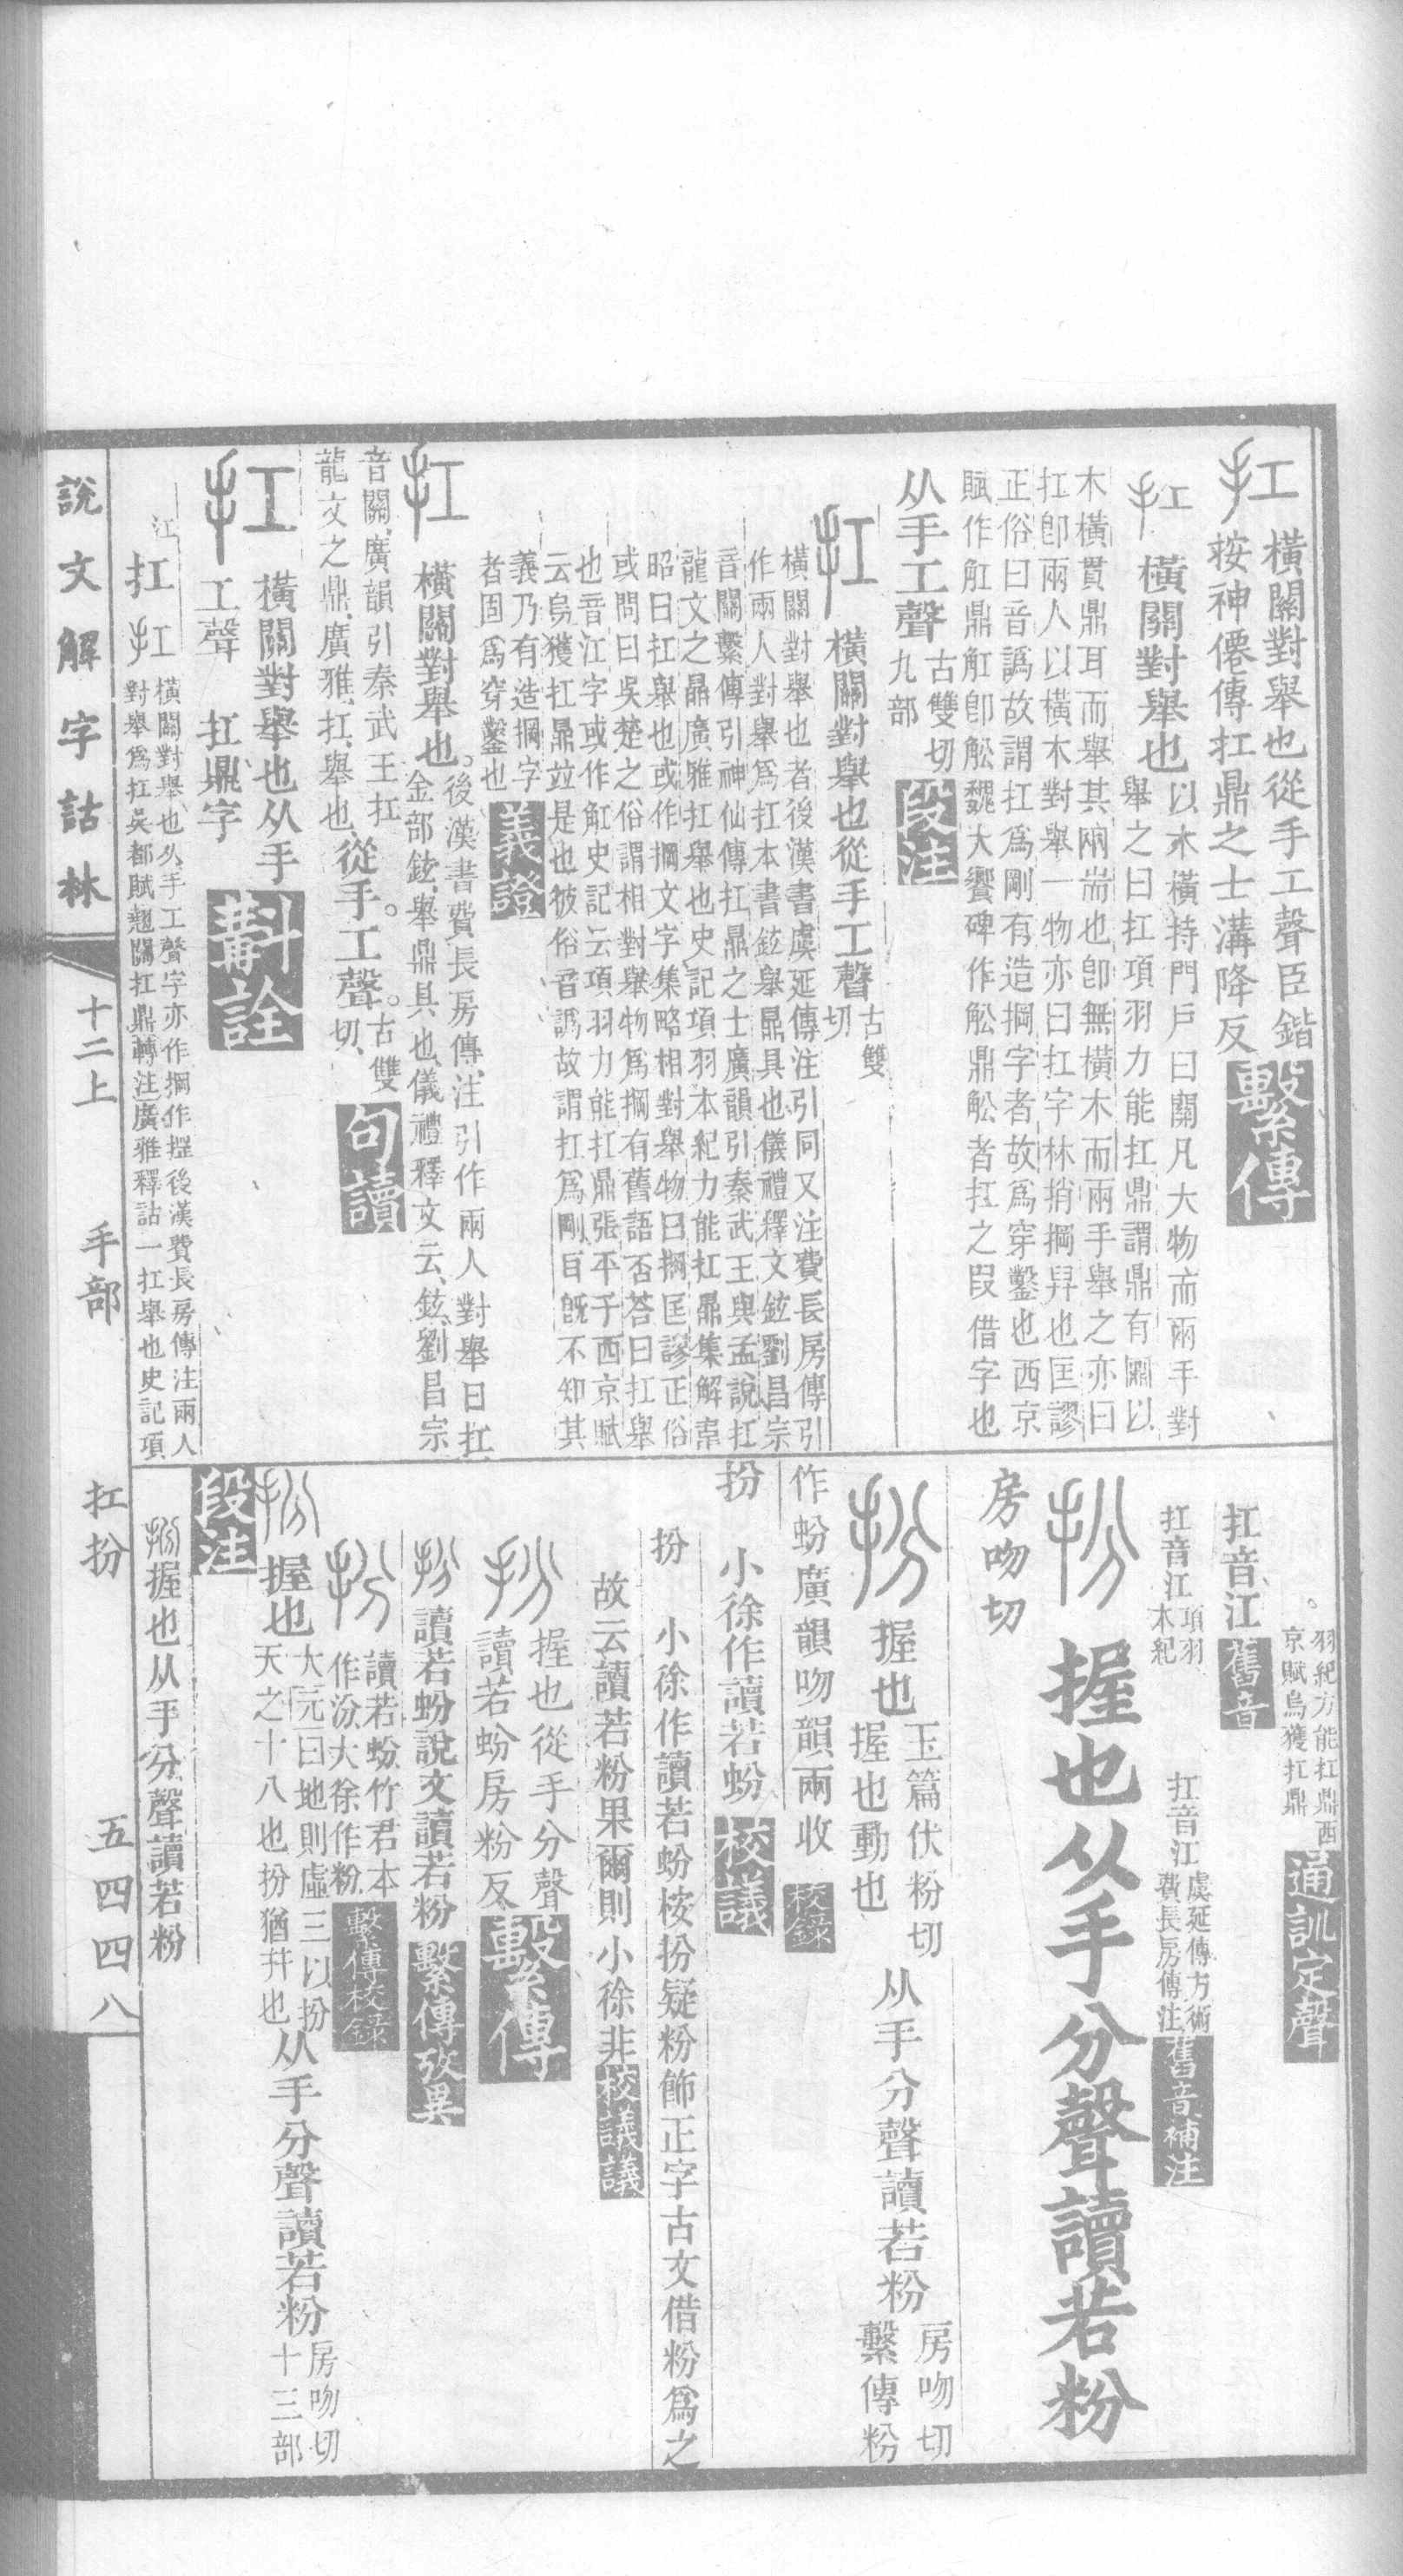 扛 橫關對舉也從手工聲臣鍇
按神僊傳扛鼎之士溝降反 繫傳
扛 橫關對舉也 以木橫持門戶曰關凡大物而兩手對
舉之曰扛項羽力能扛鼎謂鼎有鼏以
木橫貫鼎耳而舉其兩耑也卽無橫木而兩手舉之亦曰
扛卽兩人以橫木對舉一物亦曰扛字林捎掆舁也匡謬
正俗曰音譌故謂扛爲剛有造掆字者故爲穿鑿也西京
賦作舡鼎舡卽舩魏大饗碑作舩鼎舩者扛之叚借字也
从手工聲 古雙切
九部 段注
扛 橫關對舉也從手工聲 古雙
切
橫關對舉也者後漢書虞延傳注引同又注費長房傳引
作兩人對舉爲扛本書鉉舉鼎具也儀禮釋文鉉劉昌宗
音關繫傳引神仙傳扛鼎之士廣韻引秦武王與孟說扛
龍文之鼎廣雅扛舉也史記項羽本紀力能扛鼎集解韋
昭曰扛舉也或作掆文字集略相對舉物曰掆匡謬正俗
或問曰吳楚之俗謂相對舉物爲掆有舊語否荅曰扛舉
也音江字或作舡史記云項羽力能扛鼎張平子西京賦
云烏獲扛鼎竝是也彼俗音譌故謂扛爲剛耳旣不知其
義乃有造掆字
者固爲穿鑿也 義證
扛 橫關對舉也。後漢書費長房傳、注引作兩人對舉曰扛、
金部鉉、舉鼎具也、儀禮釋文云、鉉、劉昌宗
音關、廣韻引秦武王扛
龍文之鼎、廣雅、扛、舉也、從手。工聲。古雙
切、 句讀
扛 橫關對舉也从手
工聲 扛鼎字 斠詮
江 扛 扛 橫關對舉也从手工聲字亦作掆作摼後漢費長房傳注兩人
對舉爲扛吳都賦翹關扛鼎轉注廣雅釋詁一扛舉也史記項
說文解字詁林 十二上 手部 扛扮 五四四八
羽紀力能扛鼎西
京賦烏獲扛鼎 通訓定聲
扛音江 舊音
扛音江 項羽
本紀 扛音江 虞延傳方術
費長房傳注 舊音補注
扮 握也从手分聲讀若粉
房吻切
扮 握也 玉篇伏粉切
握也動也 从手分聲讀若粉 房吻切
繫傳粉
作蚡廣韻吻韻兩收 校錄
扮 小徐作讀若蚡 校議
扮 小徐作讀若蚡桉扮疑粉飾正字古文借粉爲之
故云讀若粉果爾則小徐非 校議議
扮 握也從手分聲
讀若蚡房粉反 繫傳
扮 讀若蚡說文讀若粉 繫傳攷異
扮 讀若蚡、竹君本
作汾、大徐作粉 繫傳校錄
扮 握也 大元曰地則虛三以扮
天之十八也扮猶幷也 从手分聲讀若粉 房吻切
十三部
段注
扮 握也从手分聲讀若粉